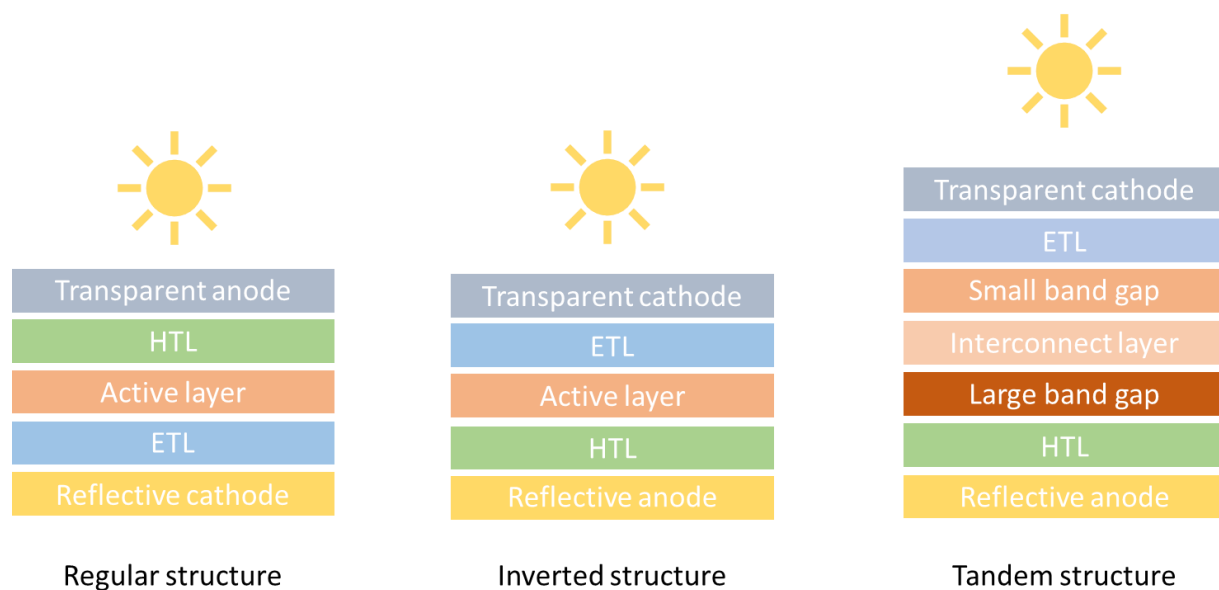 Transparent anode
HTL
Active layer
ETL
Reflective cathode
Regular structure
Transparent cathode
ETL
Active layer
HTL
Reflective anode
Inverted structure
Transparent cathode
ETL
Small band gap
Interconnect layer
Large band gap
HTL
Reflective anode
Tandem structure